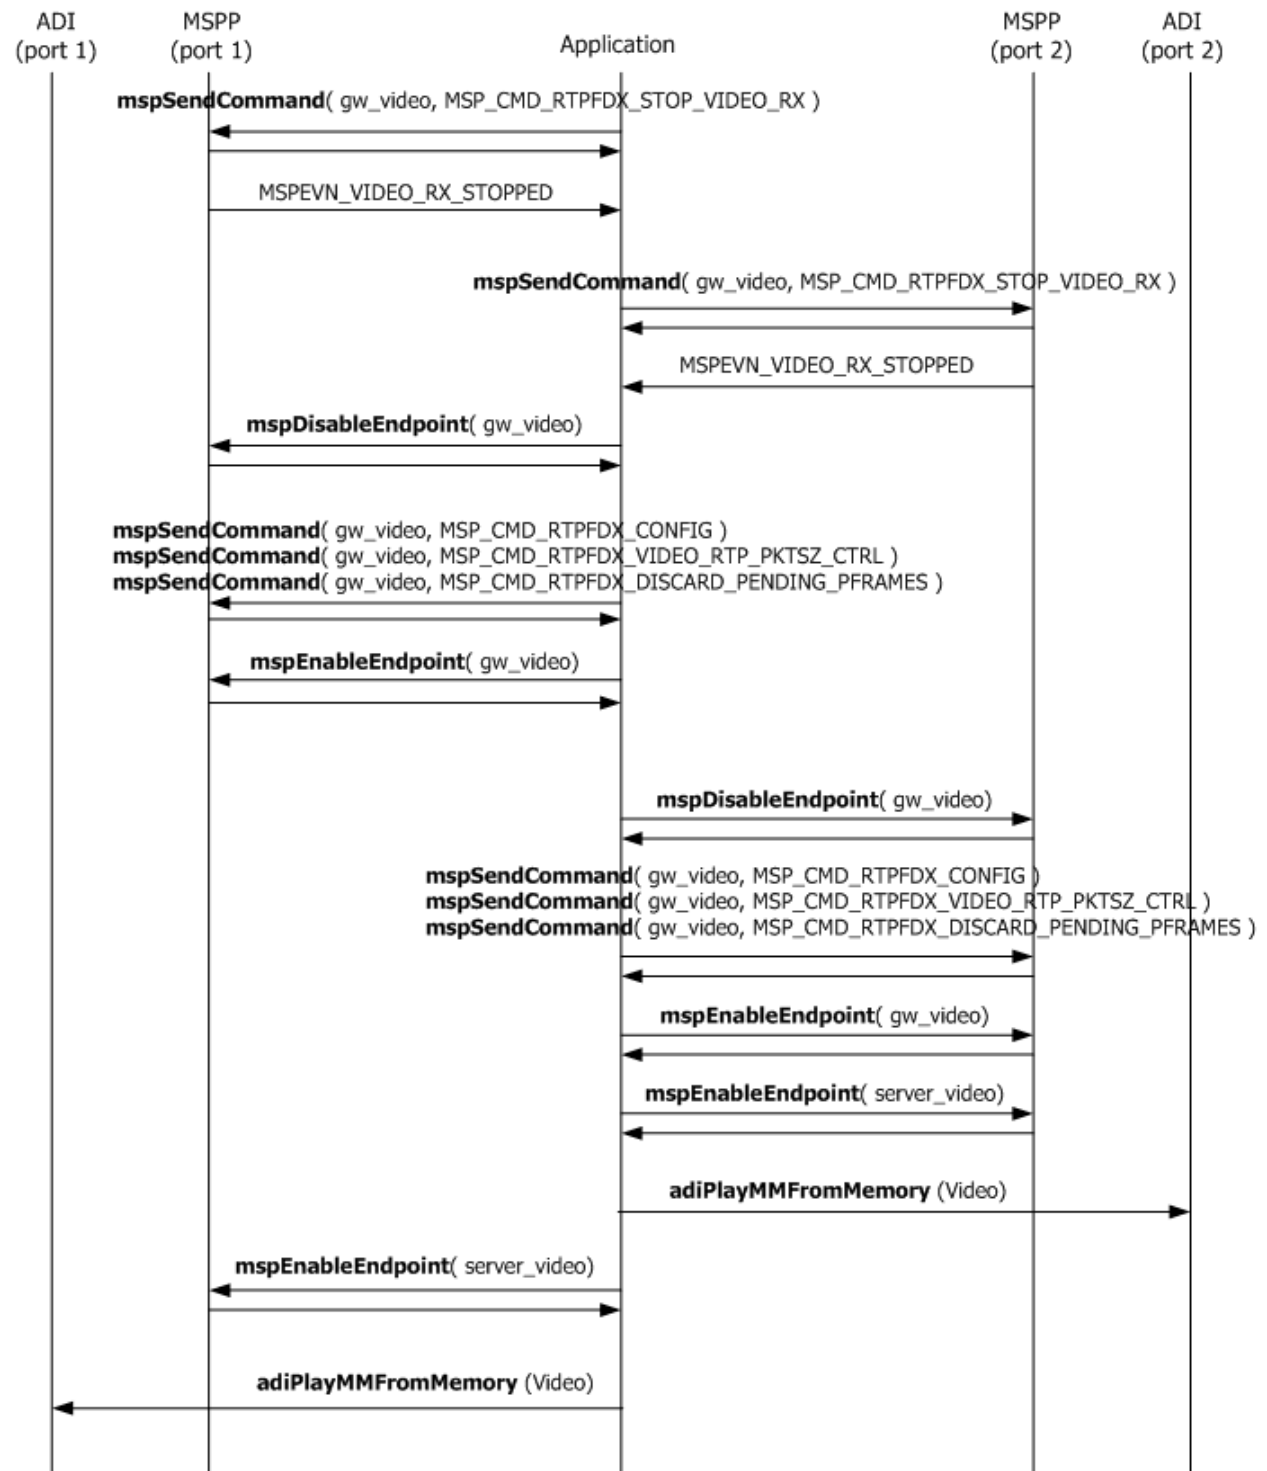 ADI
(port 1)
MSPP
(port 1)
Application
MSPP
(port 2)
ADI
(port 2)
mspSendCommand( gw_video, MSP_CMD_RTPFDX_STOP_VIDEO_RX )
MSPEVN_VIDEO_RX_STOPPED
mspSendCommand( gw_video, MSP_CMD_RTPFDX_STOP_VIDEO_RX )
MSPEVN_VIDEO_RX_STOPPED
mspDisableEndpoint( gw_video)
mspSendCommand( gw_video, MSP_CMD_RTPFDX_CONFIG )
mspSendCommand( gw_video, MSP_CMD_RTPFDX_VIDEO_RTP_PKTSZ_CTRL )
mspSendCommand( gw_video, MSP_CMD_RTPFDX_DISCARD_PENDING_PFRAMES )
mspEnableEndpoint( gw_video)
mspDisableEndpoint( gw_video)
mspSendCommand( gw_video, MSP_CMD_RTPFDX_CONFIG )
mspSendCommand( gw_video, MSP_CMD_RTPFDX_VIDEO_RTP_PKTSZ_CTRL )
mspSendCommand( gw_video, MSP_CMD_RTPFDX_DISCARD_PENDING_PFRAMES )
mspEnableEndpoint( gw_video)
mspEnableEndpoint( server_video)
adiPlayMMFromMemory (Video)
mspEnableEndpoint( server_video)
adiPlayMMFromMemory (Video)